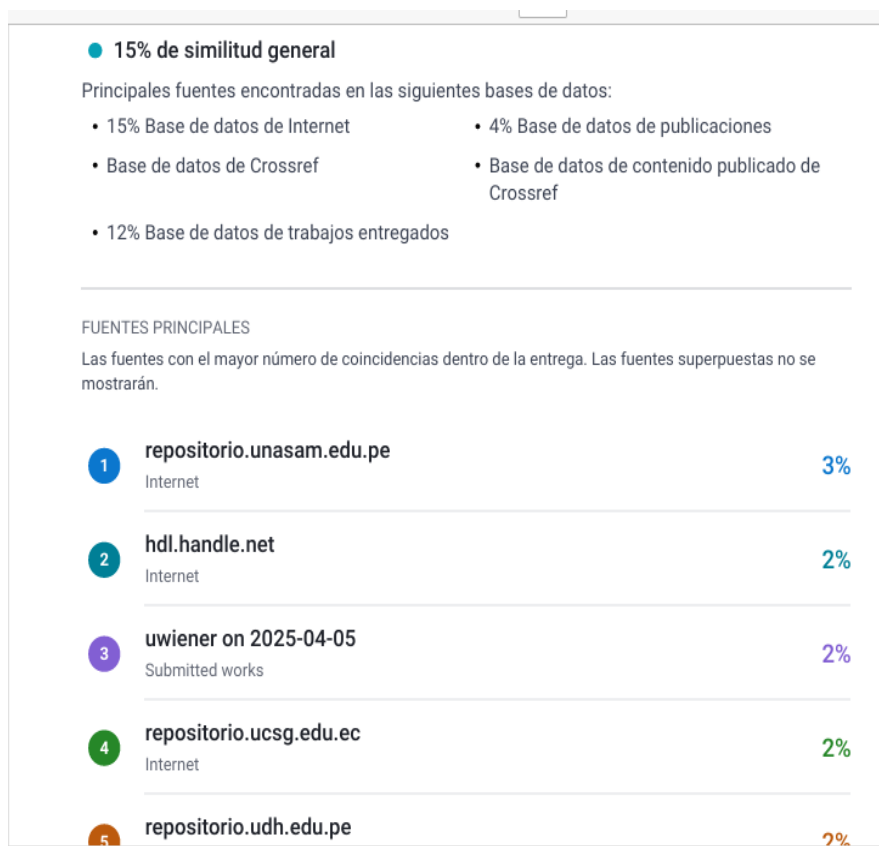 15% de similitud general
Principales fuentes encontradas en las siguientes bases de datos:
• 15% Base de datos de Internet
• 4% Base de datos de publicaciones
• Base de datos de Crossref
• Base de datos de contenido publicado de
Crossref
• 12% Base de datos de trabajos entregados
FUENTES PRINCIPALES
Las fuentes con el mayor número de coincidencias dentro de la entrega. Las fuentes superpuestas no se
mostrarán.
1
repositorio.unasam.edu.pe
Internet
3%
2
hdl.handle.net
Internet
2%
3
uwiener on 2025-04-05
Submitted works
2%
4
repositorio.ucsg.edu.ec
Internet
2%
5
repositorio.udh.edu.pe
2%